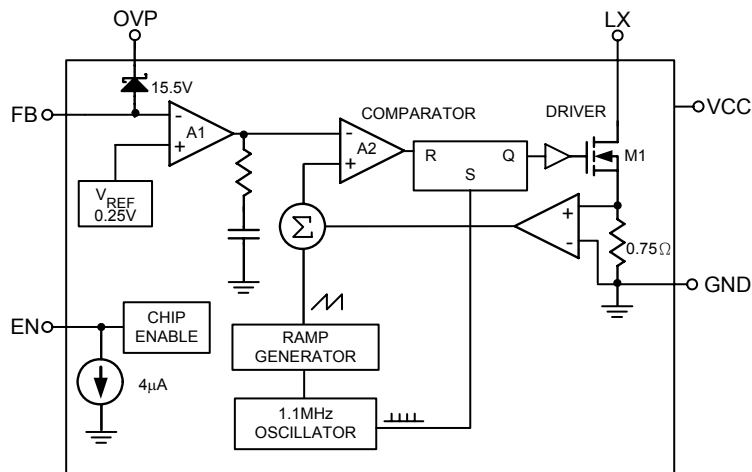 OVP
LX
15.5V
FB
-
A1
+
COMPARATOR
-
A2
+
DRIVER
VCC
R
Q
S
M1
V REF
0.25V
Σ
+
-
0.75Ω
GND
EN
CHIP
ENABLE
4µA
RAMP
GENERATOR
1.1MHz
OSCILLATOR